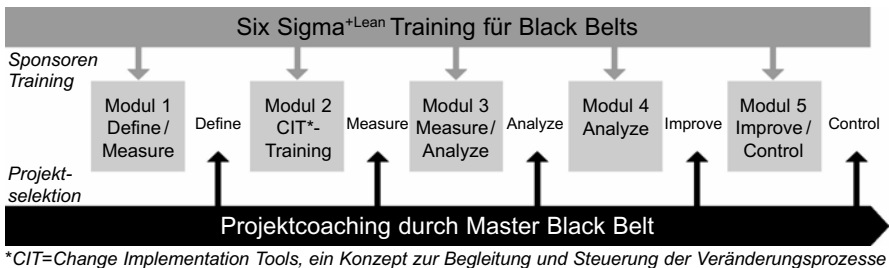 Six Sigma+Lean Training für Black Belts
Sponsoren
Training
Modul 1
Define/
Measure
Define
Modul 2
CIT*-
Training
Measure
Modul 3
Measure/
Analyze
Analyze
Modul 4
Analyze
Improve
Modul 5
Improve/
Control
Control
Projekt-
selektion
Projektcoaching durch Master Black Belt
*CIT=Change Implementation Tools, ein Konzept zur Begleitung und Steuerung der Veränderungsprozesse